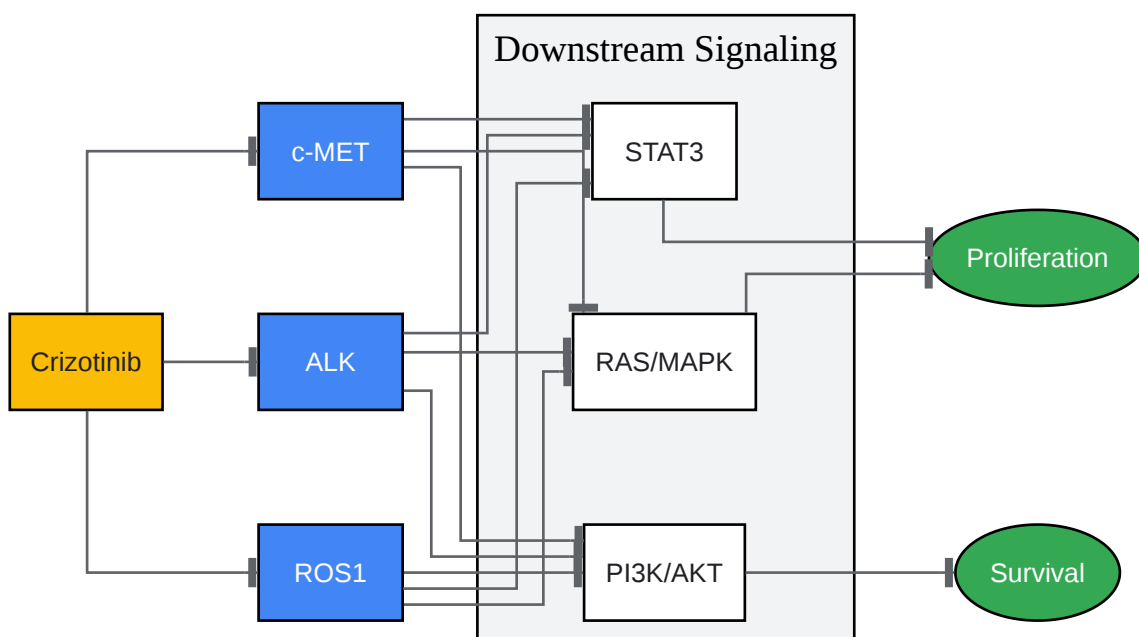 Downstream Signaling
c-MET
STAT3
Proliferation
Crizotinib
ALK
RAS/MAPK
ROS1
PI3K/AKT
Survival